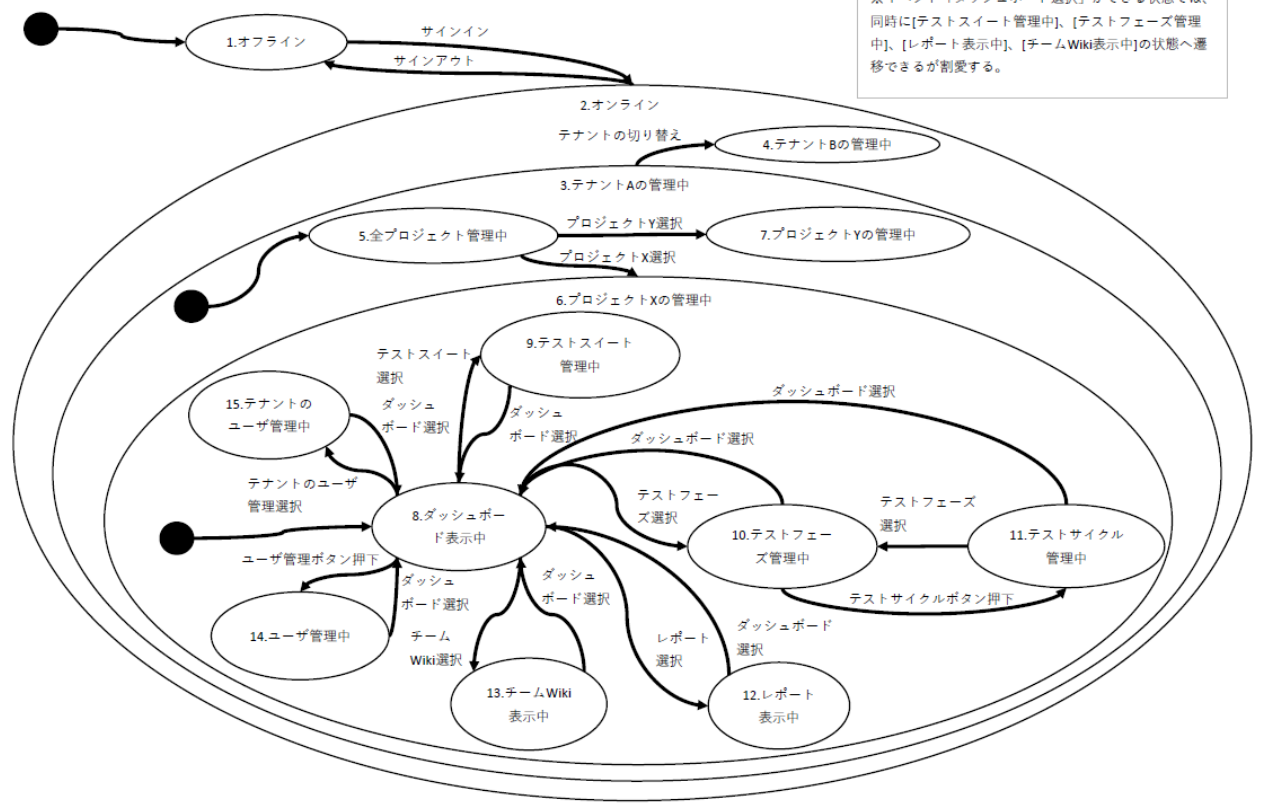 同時に[テストスイート管理中]、[テストフェーズ管理
中]、[レポート表示中]、[チームWiki表示中]の状態へ遷
移できるが割愛する。
1.オフライン
サインイン
サインアウト
2.オンライン
テナントの切り替え
4.テナントBの管理中
3.テナントAの管理中
5.全プロジェクト管理中
プロジェクトY選択
7.プロジェクトYの管理中
プロジェクトX選択
6.プロジェクトXの管理中
テストスイート
選択
9.テストスイート
管理中
ダッシュ
ボード選択
15.テナントの
ユーザ管理中
ダッシュ
ボード選択
テナントのユーザ
管理選択
ダッシュボード選択
ダッシュボード選択
8.ダッシュボー
ド表示中
テストフェー
ズ選択
10.テストフェー
ズ管理中
テストフェーズ
選択
11.テストサイクル
管理中
テストサイクルボタン押下
ユーザ管理ボタン押下
ダッシュ
ボード選択
14.ユーザ管理中
チーム
Wiki選択
ダッシュ
ボード選択
13.チームWiki
表示中
レポート
選択
ダッシュボード
選択
12.レポート
表示中